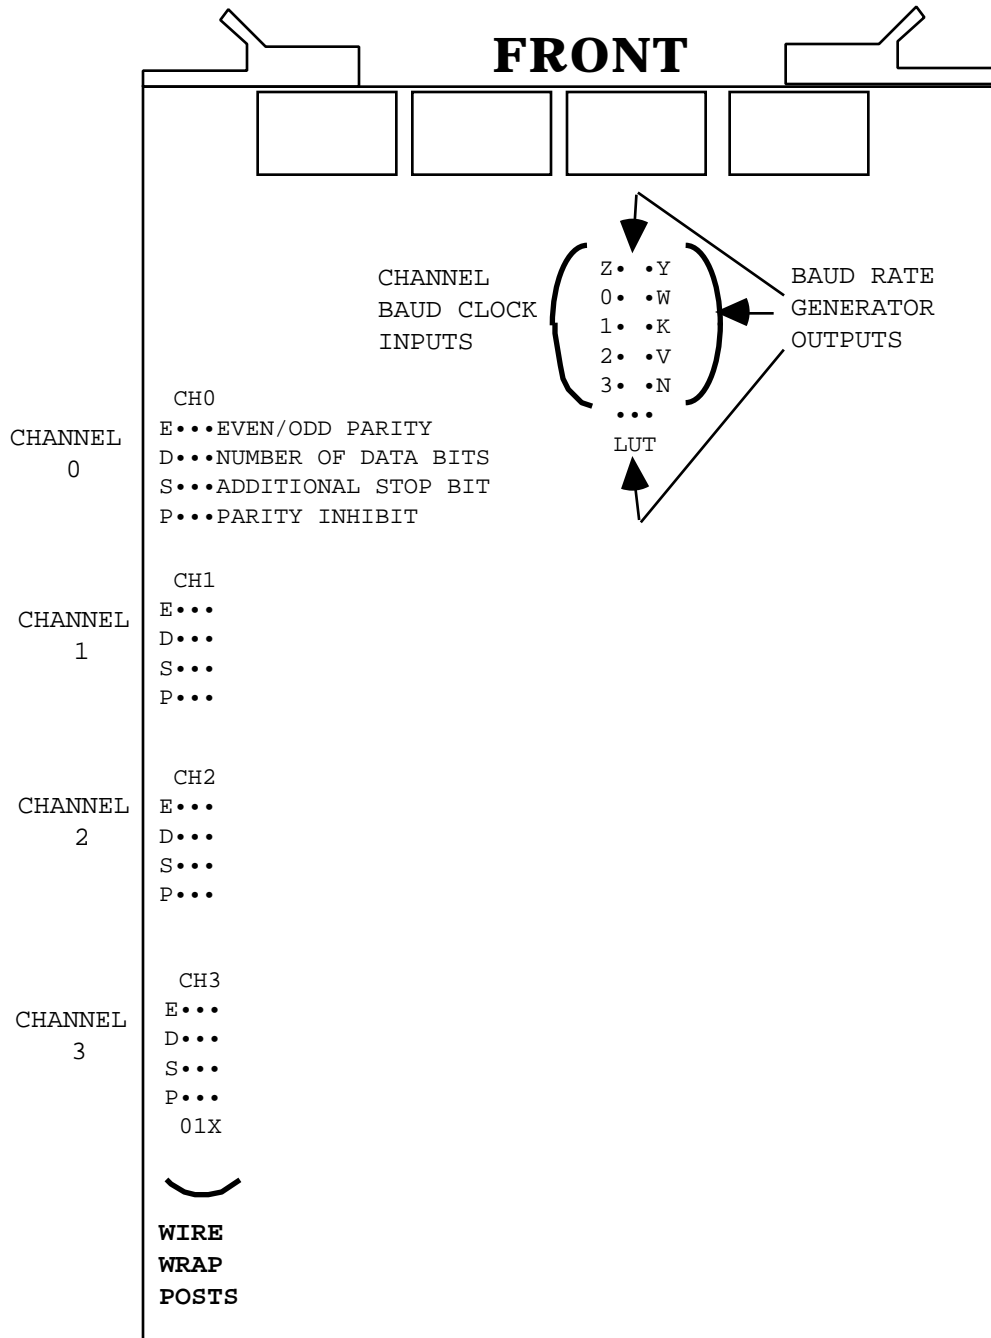 FRONT
CHANNEL
BAUD CLOCK
INPUTS
Z• •Y
0• •W
1• •K
2• •V
3• •N
•••
LUT
BAUD RATE
GENERATOR
OUTPUTS
CHANNEL
0
CH0
E•••EVEN/ODD PARITY
D•••NUMBER OF DATA BITS
S•••ADDITIONAL STOP BIT
P•••PARITY INHIBIT
CHANNEL
1
CH1
E•••
D•••
S•••
P•••
CHANNEL
2
CH2
E•••
D•••
S•••
P•••
CHANNEL
3
CH3
E•••
D•••
S•••
P•••
01X
WIRE
WRAP
POSTS